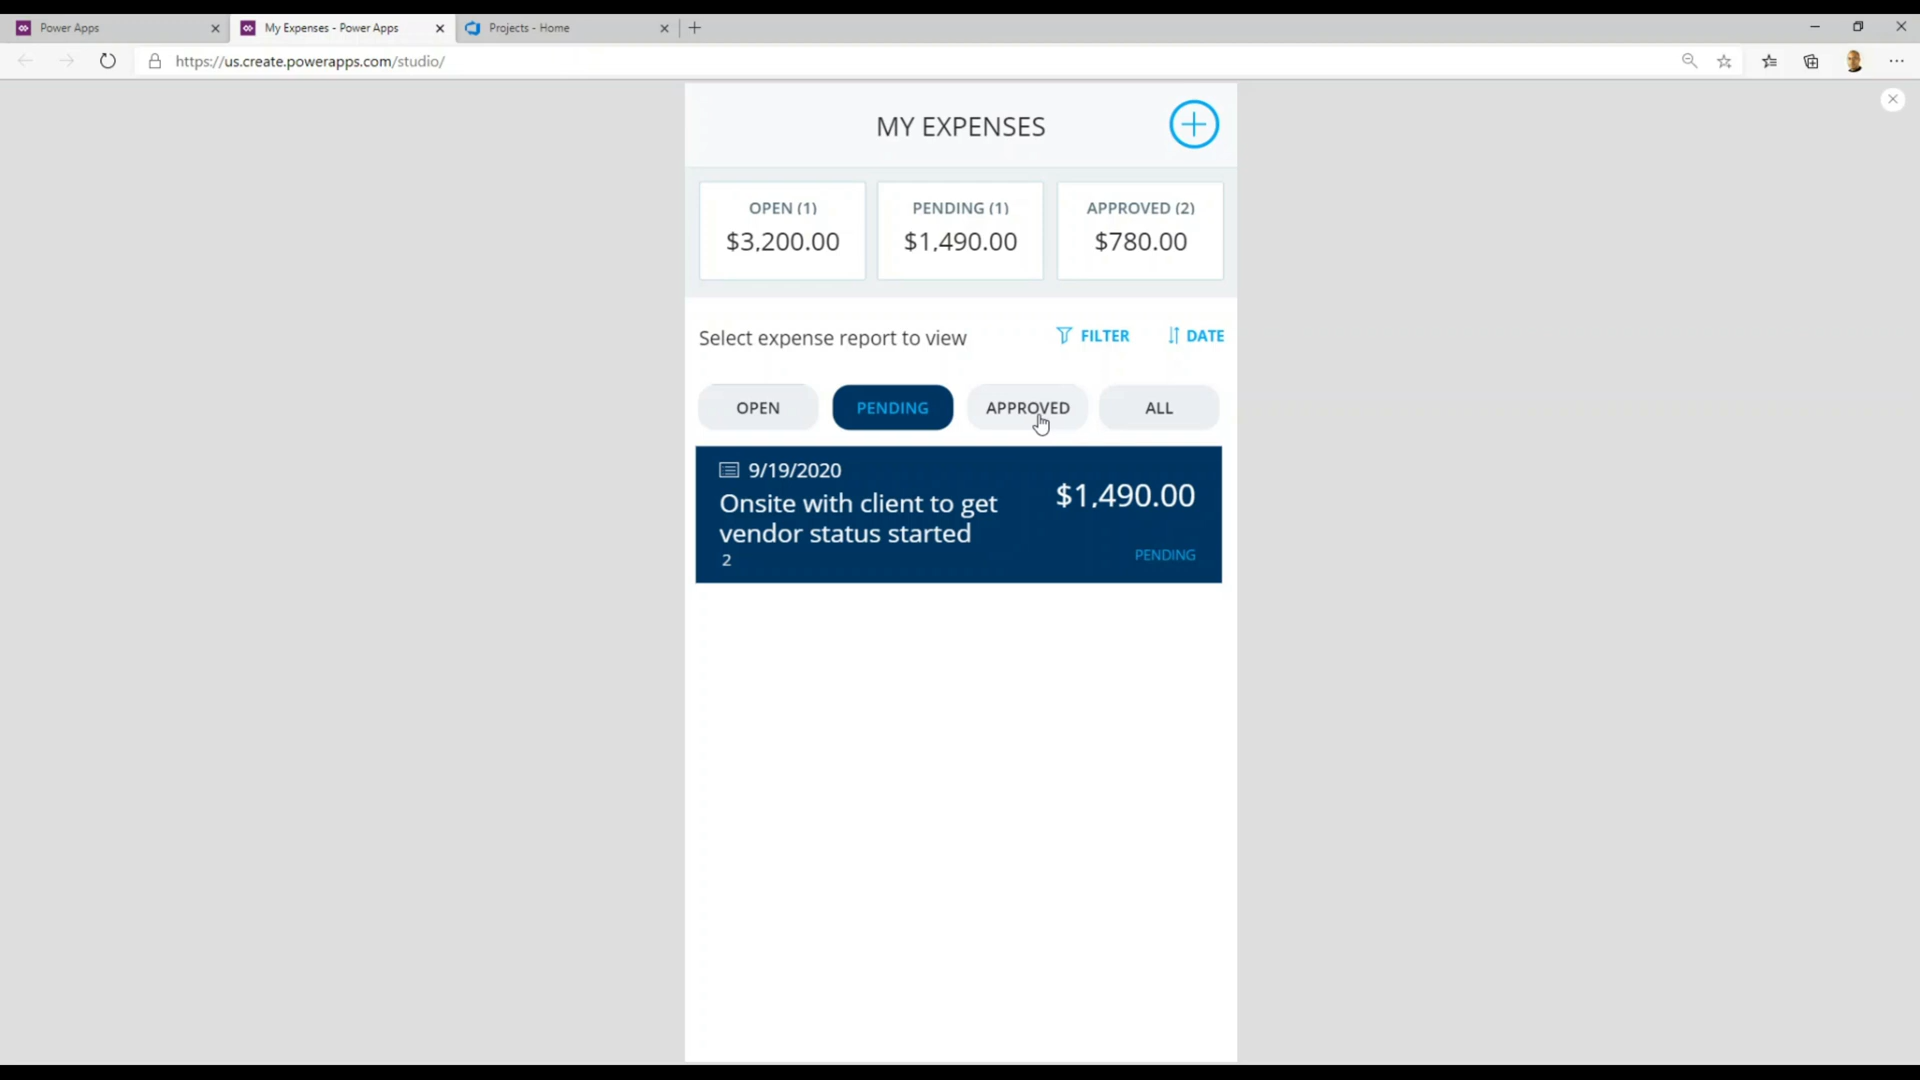 Power Apps
My Expenses - Power Apps
Projects - Home
https://us.create.powerapps.com/studio/
MY EXPENSES
OPEN (1)
$3,200.00
PENDING (1)
$1,490.00
APPROVED (2)
$780.00
Select expense report to view
FILTER
DATE
OPEN
PENDING
APPROVED
ALL
9/19/2020
Onsite with client to get
vendor status started
2
$1,490.00
PENDING